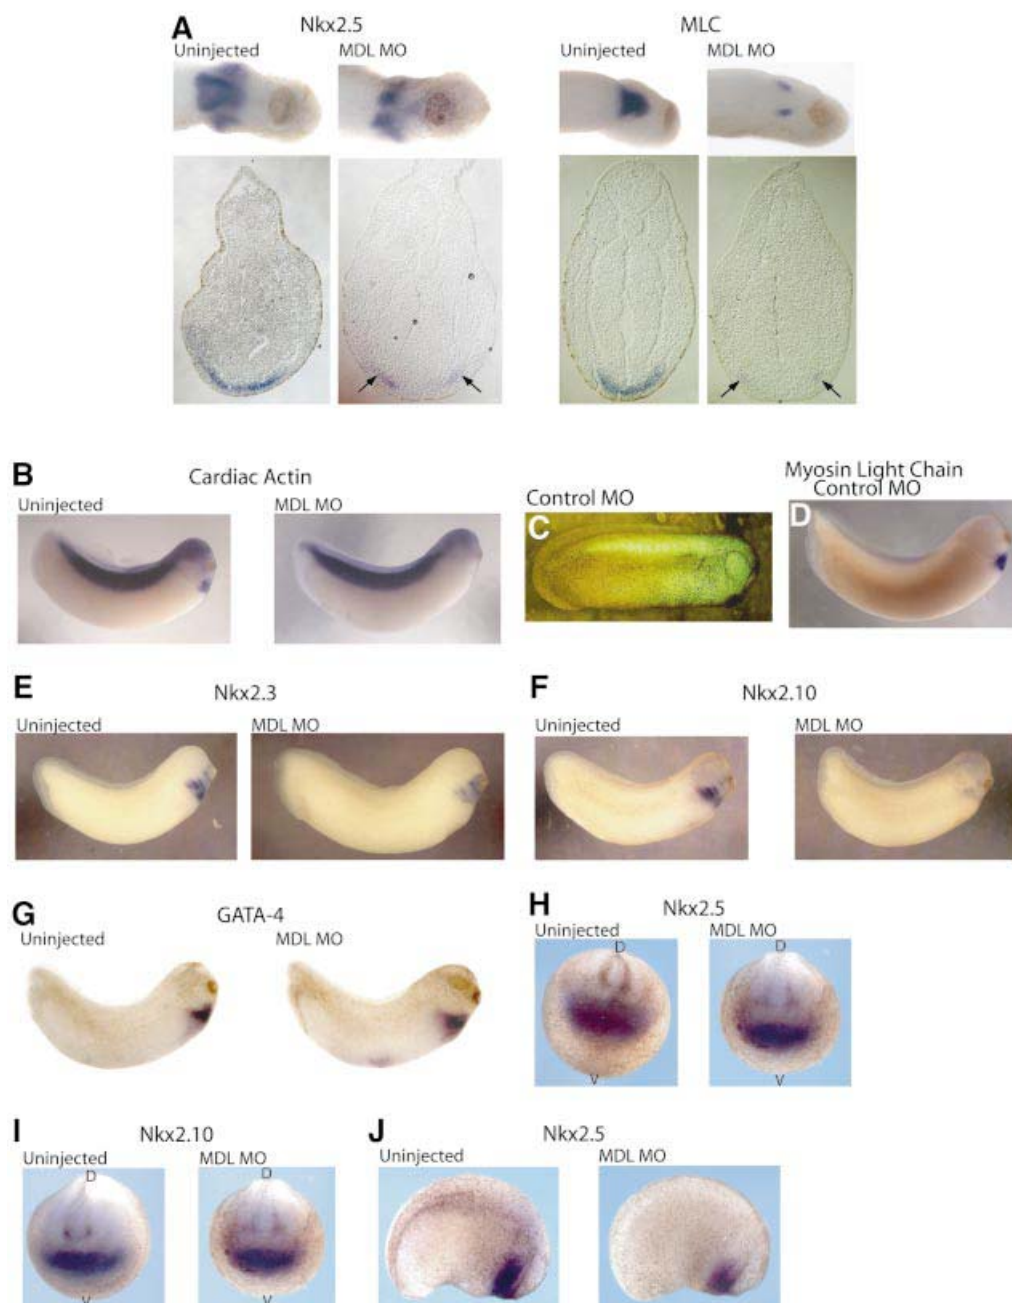 A
Nkx2.5
MLC
Uninjected
MDL MO
Uninjected
MDL MO
B
Cardiac Actin
Uninjected
MDL MO
Control MO
C
Myosin Light Chain
Control MO
D
E
Nkx2.3
Uninjected
MDL MO
F
Nkx2.10
Uninjected
MDL MO
G
GATA-4
Uninjected
MDL MO
H
Nkx2.5
Uninjected
MDL MO
D
D
V
V
I
Nkx2.10
Uninjected
MDL MO
D
D
V
V
J
Nkx2.5
Uninjected
MDL MO